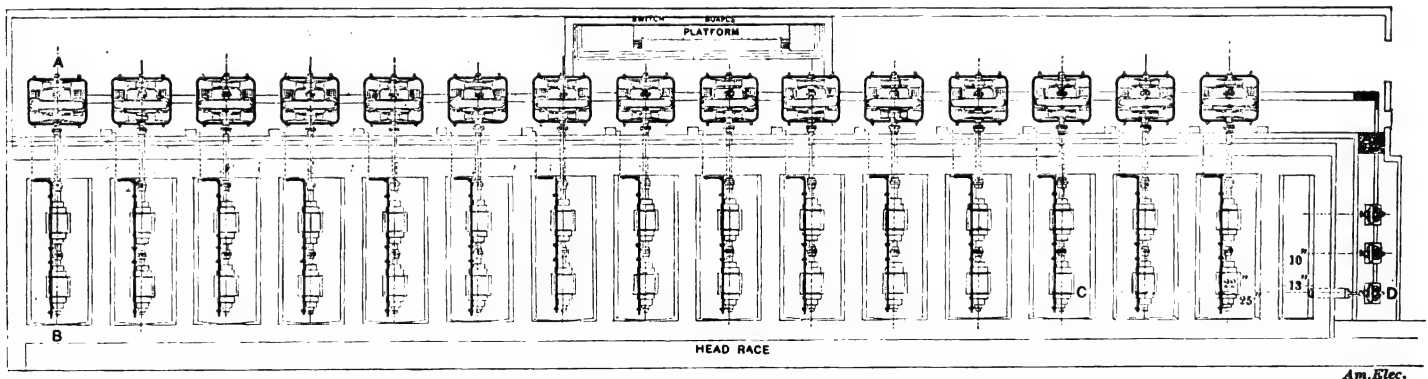 SWITCH BOARDS
PLATFORM
A
10"
13"
25"
C
D
B
HEAD RACE
Am. Elec.